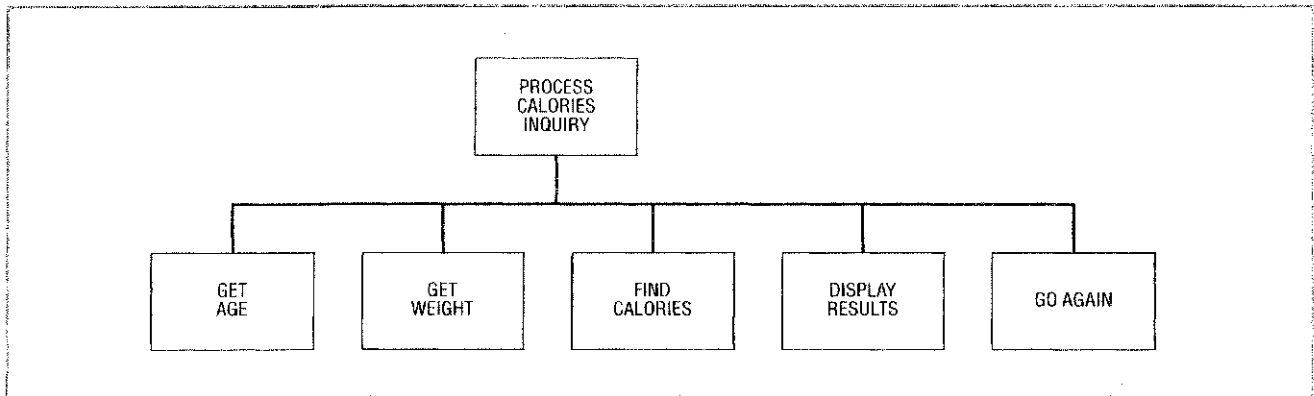 PROCESS
CALORIES
INQUIRY
GET
AGE
GET
WEIGHT
FIND
CALORIES
DISPLAY
RESULTS
GO AGAIN